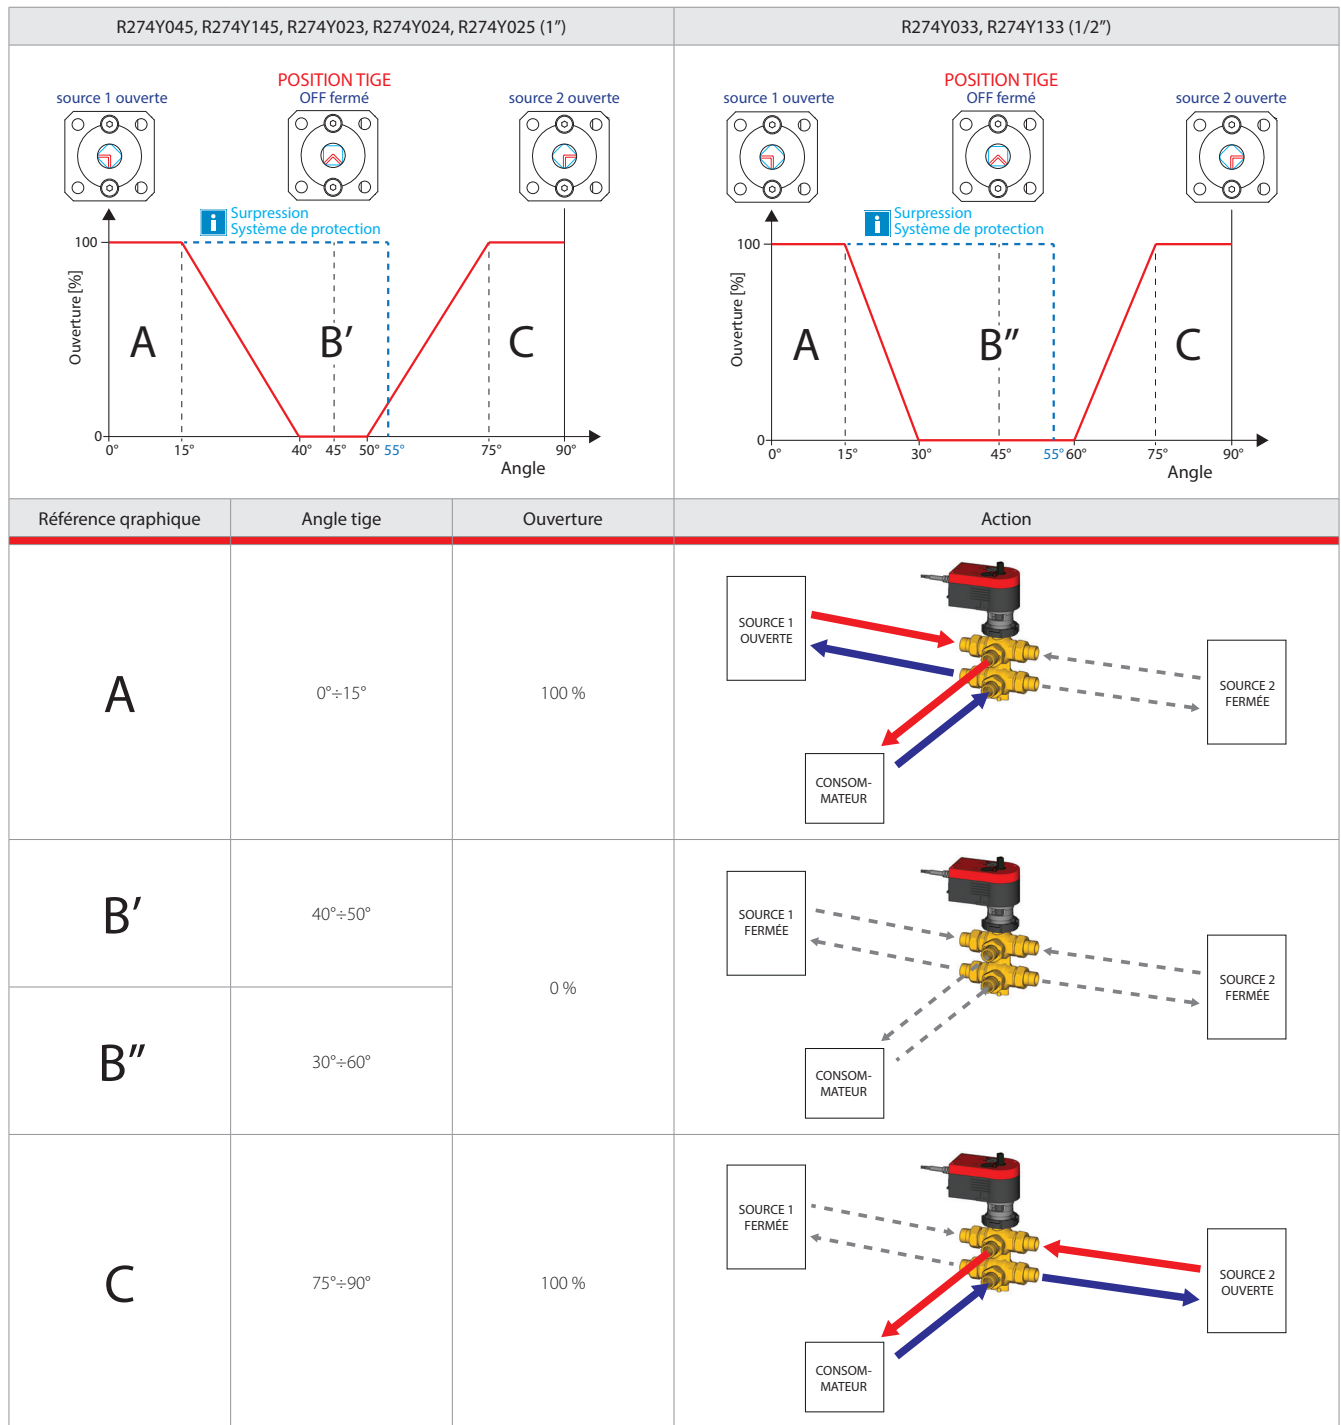 R274Y045, R274Y145, R274Y023, R274Y024, R274Y025 (1”)
R274Y033, R274Y133 (1/2”)
POSITION TIGE
source 1 ouverte
OFF fermé
source 2 ouverte
i
Surpression
Système de protection
100
Ouverture [%]
A
B’
C
0
0°
15°
40°
45°
50°
55°
75°
90°
Angle
POSITION TIGE
source 1 ouverte
OFF fermé
source 2 ouverte
i
Surpression
Système de protection
100
Ouverture [%]
A
B”
C
0
0°
15°
30°
45°
55°
60°
75°
90°
Angle
Référence qraphique
Angle tige
Ouverture
Action
A
0°÷15°
100 %
SOURCE 1
OUVERTE
SOURCE 2
FERMÉE
CONSOM-
MATEUR
B’
40°÷50°
0 %
B”
30°÷60°
SOURCE 1
FERMÉE
SOURCE 2
FERMÉE
CONSOM-
MATEUR
C
75°÷90°
100 %
SOURCE 1
FERMÉE
SOURCE 2
OUVERTE
CONSOM-
MATEUR